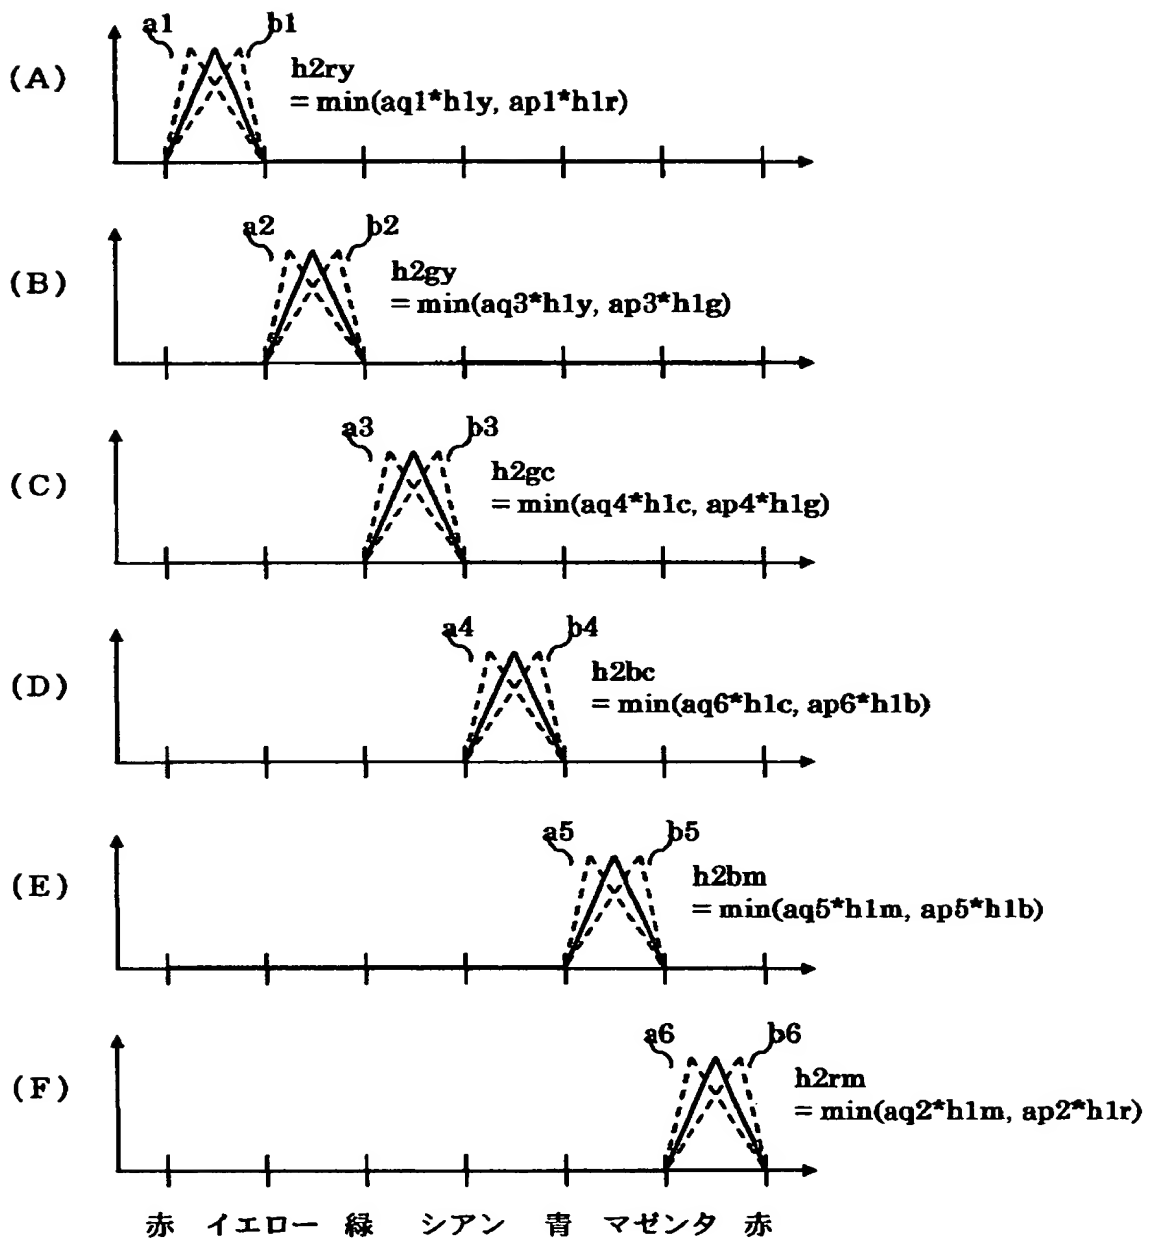 a1 b1
(A) h2ry
= min(aq1*h1y, ap1*h1r)
a2 b2
(B) h2gy
= min(aq3*h1y, ap3*h1g)
a3 b3
(C) h2gc
= min(aq4*h1c, ap4*h1g)
a4 b4
(D) h2bc
= min(aq6*h1c, ap6*h1b)
a5 b5
(E) h2bm
= min(aq5*h1m, ap5*h1b)
a6 b6
(F) h2rm
= min(aq2*h1m, ap2*h1r)
赤 イエロー 緑 シアン 青 マゼンタ 赤